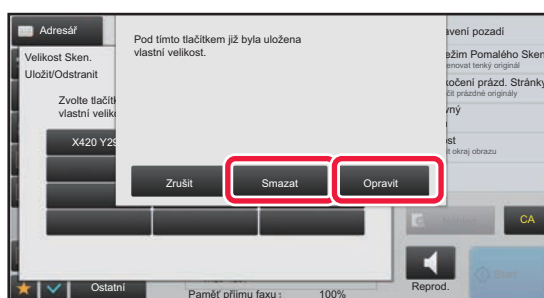 Adresář
Velikost Sken.
Uložit/Odstranit
Zvolte tlačít
vlastní velik
X420 Y29
Pod tímto tlačítkem již byla uložena
vlastní velikost.
Zrušit
Smazat
Opravit
avení pozadí
ežim Pomalého Sken
enovat tenký originál
kočení prázd. Stránky
čit prázdné originály
vný
st
it okraj obrazu
CA
Ostatní
Paměť příjmu faxu :
100%
Reprod.
Start